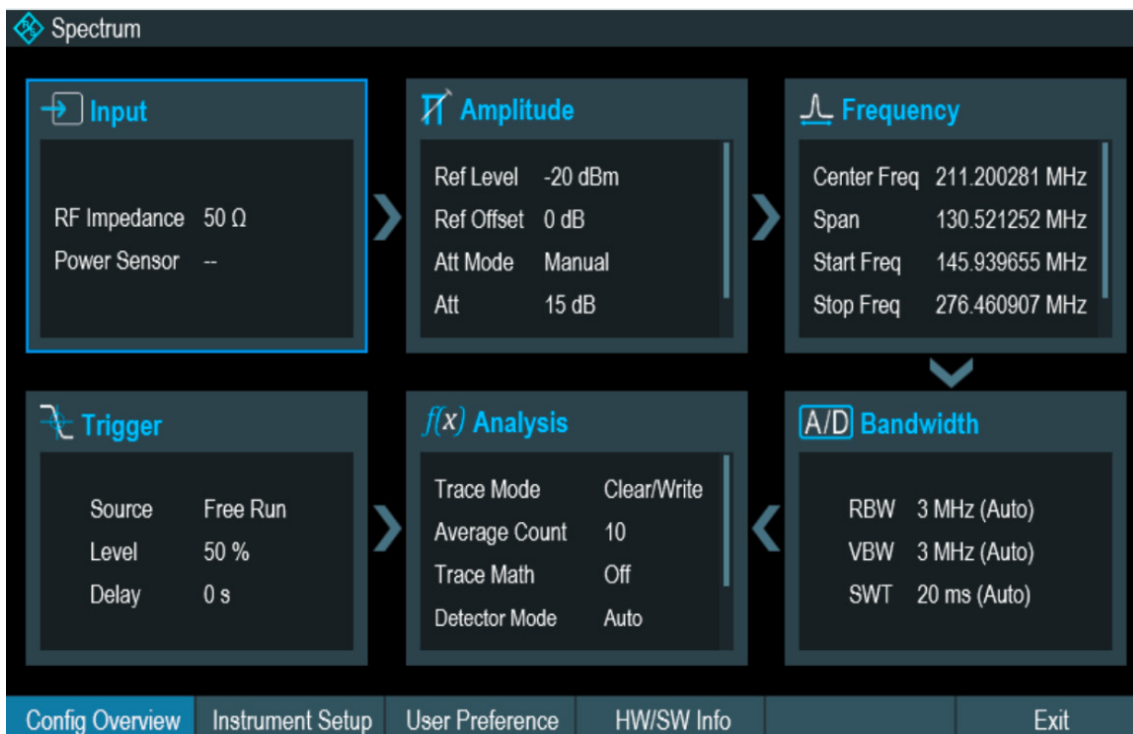 Spectrum
Input
RF Impedance 50 Ω
Power Sensor --
Amplitude
Ref Level -20 dBm
Ref Offset 0 dB
Att Mode Manual
Att 15 dB
Frequency
Center Freq 211.200281 MHz
Span 130.521252 MHz
Start Freq 145.939655 MHz
Stop Freq 276.460907 MHz
Trigger
Source Free Run
Level 50 %
Delay 0 s
f(x) Analysis
Trace Mode Clear/Write
Average Count 10
Trace Math Off
Detector Mode Auto
A/D Bandwidth
RBW 3 MHz (Auto)
VBW 3 MHz (Auto)
SWT 20 ms (Auto)
Config Overview Instrument Setup User Preference HW/SW Info Exit